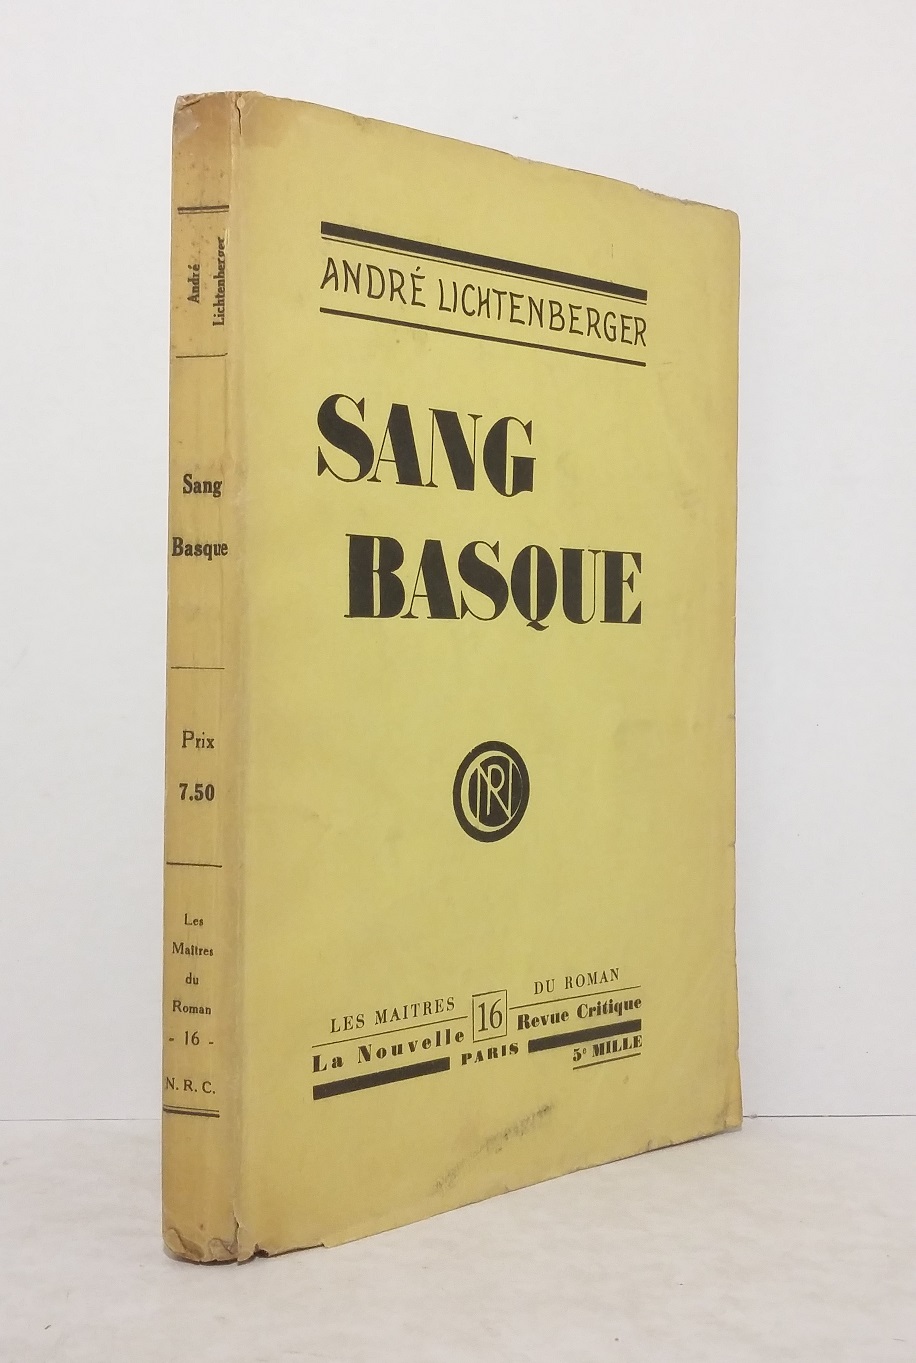 André
Lichtenberger
Sang
Basque
Prix
7.50
Les
Maîtres
du
Roman
- 16 -
N. R. C.
ANDRÉ LICHTENBERGER
SANG
BASQUE
NRC
LES MAITRES 16 DU ROMAN
La Nouvelle Revue Critique
PARIS
5e MILLE